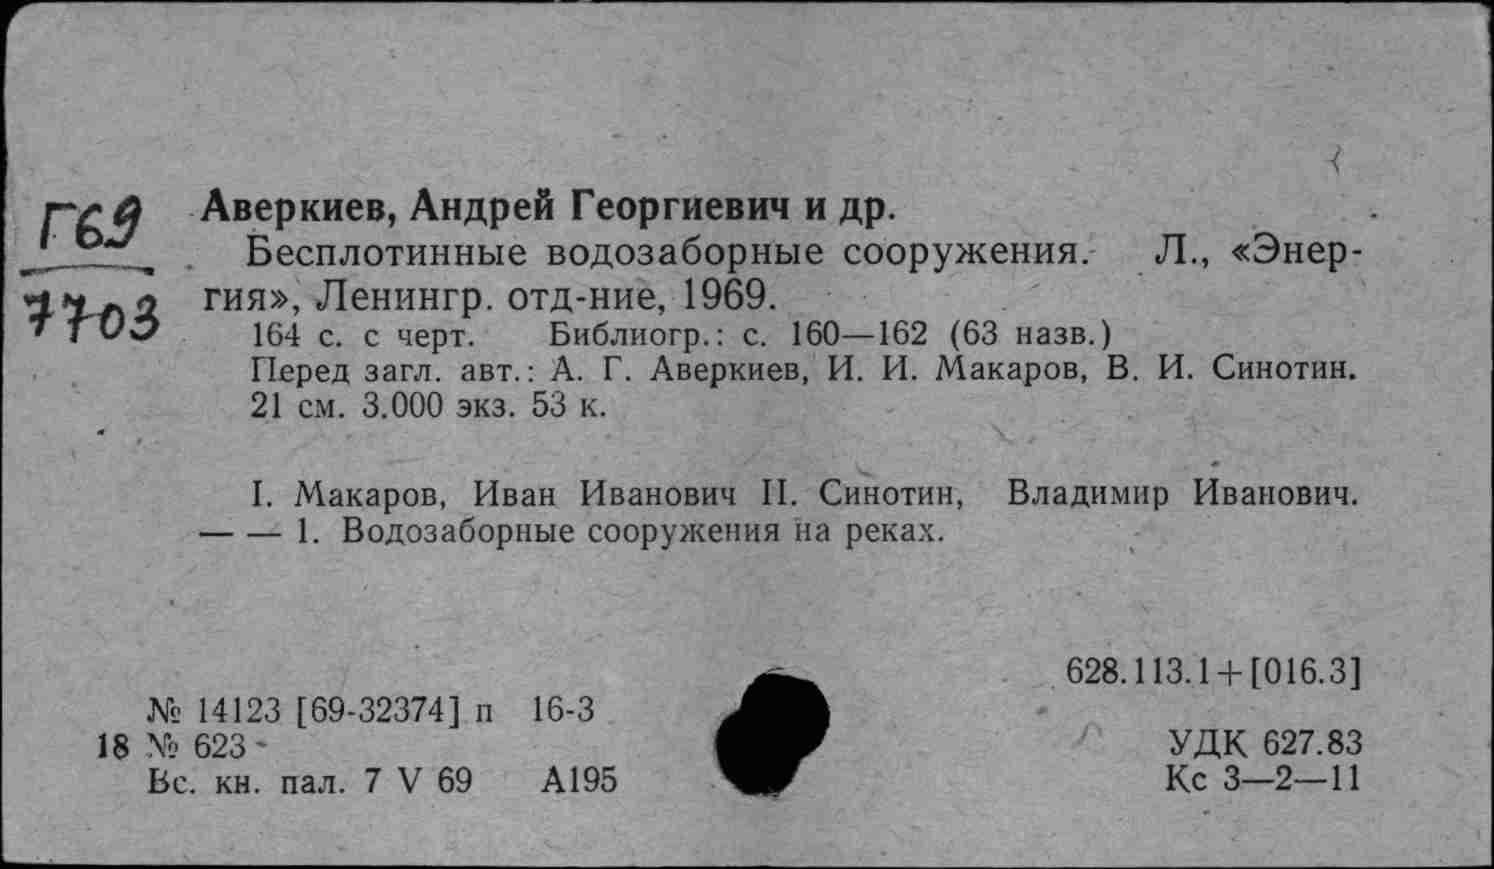 Г69
7703
Аверкиев, Андрей Георгиевич и др.
Бесплотинные водозаборные сооружения. Л., «Энер-
гия», Ленингр. отд-ние, 1969.
164 с. с черт. Библиогр.: с. 160—162 (63 назв.)
Перед загл. авт.: А. Г. Аверкиев, И. И. Макаров, В. И. Синотин.
21 см. 3.000 экз. 53 к.
I. Макаров, Иван Иванович II. Синотин, Владимир Иванович.
— — 1. Водозаборные сооружения на реках.
628.113.1+[016.3]
№ 14123 [69-32374] п 16-3
18 № 623
УДК 627.83
Вс. кн. пал. 7 V 69 А195
Кс 3—2—11